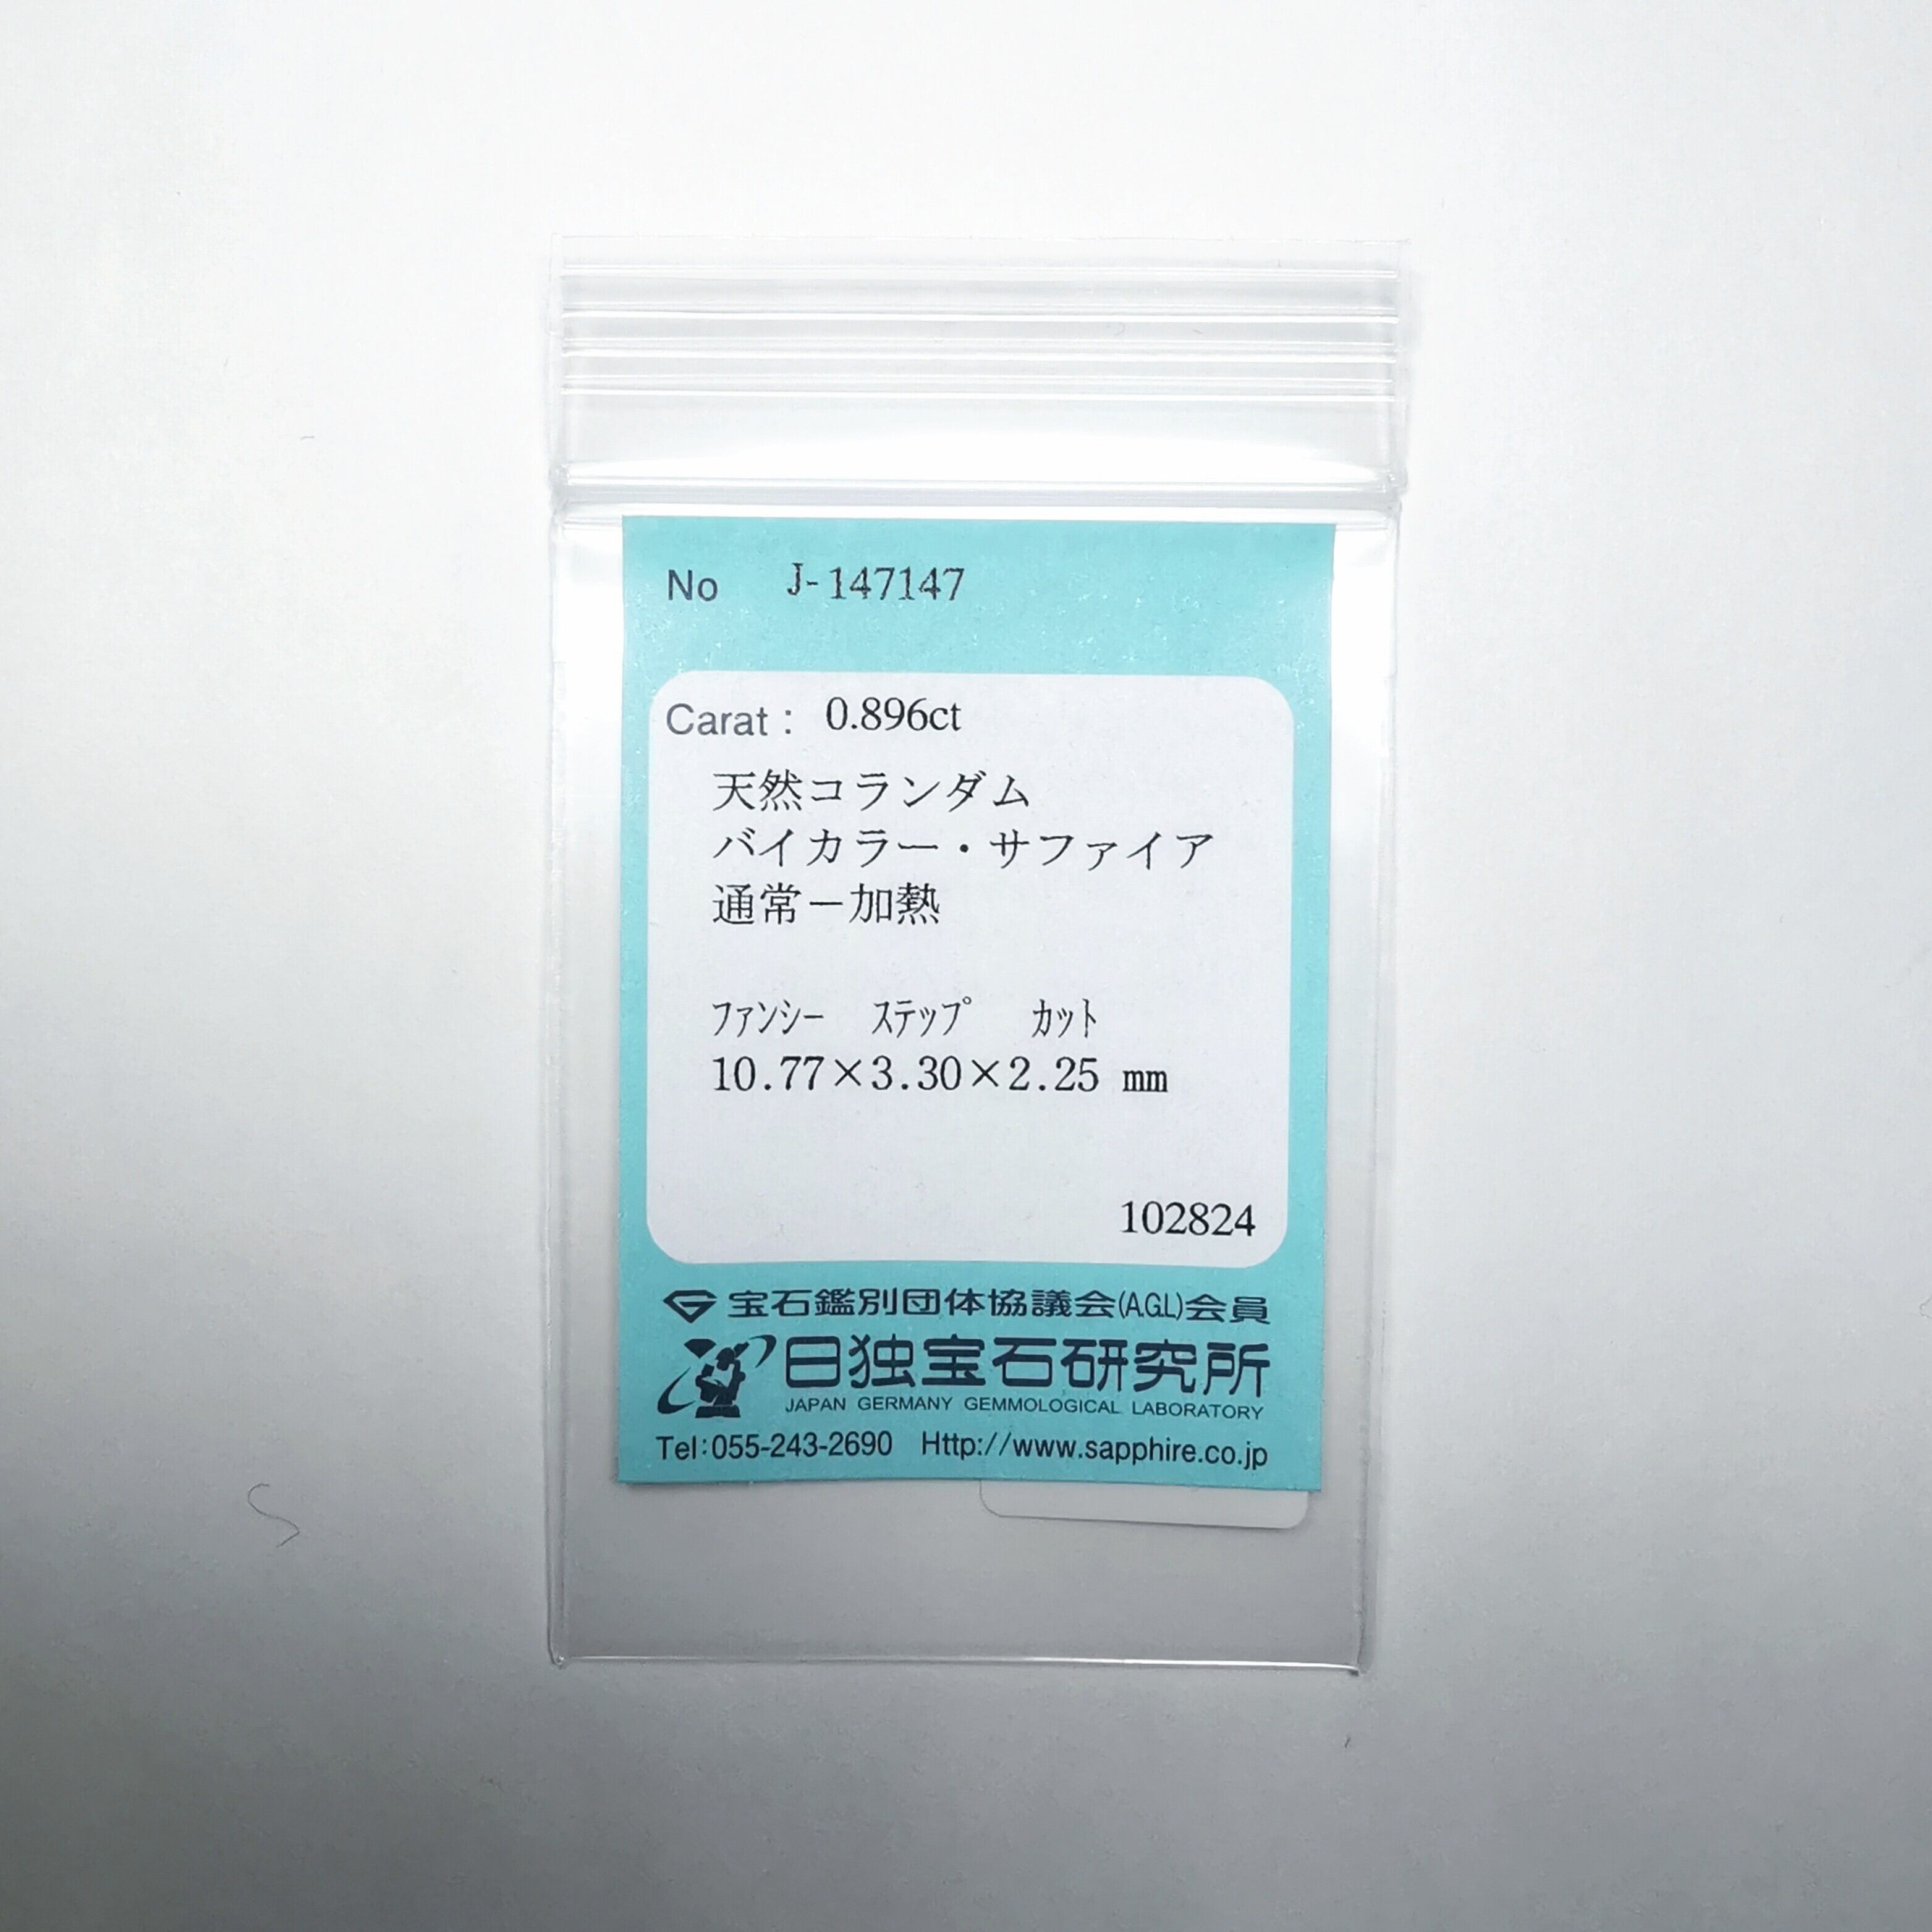 No J-147147
Carat : 0.896ct
天然コランダム
バイカラー・サファイア
通常－加熱
ﾌｧﾝｼｰ ｽﾃｯﾌﾟ ｶｯﾄ
10.77×3.30×2.25 mm
102824
宝石鑑別団体協議会(A.G.L)会員
日独宝石研究所
JAPAN GERMANY GEMMOLOGICAL LABORATORY
Tel:055-243-2690 Http://www.sapphire.co.jp